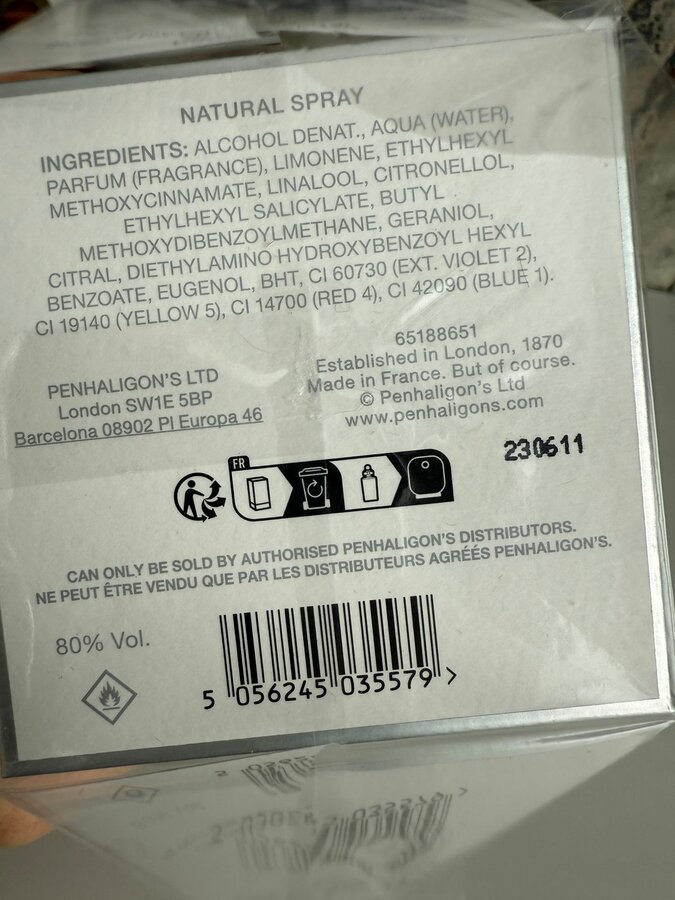 NATURAL SPRAY
INGREDIENTS: ALCOHOL DENAT., AQUA (WATER),
PARFUM (FRAGRANCE), LIMONENE, ETHYLHEXYL
METHOXYCINNAMATE, LINALOOL, CITRONELLOL,
ETHYLHEXYL SALICYLATE, BUTYL
METHOXYDIBENZOYLMETHANE, GERANIOL,
CITRAL, DIETHYLAMINO HYDROXYBENZOYL HEXYL
BENZOATE, EUGENOL, BHT, CI 60730 (EXT. VIOLET 2),
CI 19140 (YELLOW 5), CI 14700 (RED 4), CI 42090 (BLUE 1).
PENHALIGON'S LTD
London SW1E 5BP
Barcelona 08902 Pl Europa 46
65188651
Established in London, 1870
Made in France. But of course.
© Penhaligon's Ltd
www.penhaligons.com
230611
FR
CAN ONLY BE SOLD BY AUTHORISED PENHALIGON'S DISTRIBUTORS.
NE PEUT ÊTRE VENDU QUE PAR LES DISTRIBUTEURS AGRÉÉS PENHALIGON'S.
80% Vol.
5 056245 035579 >